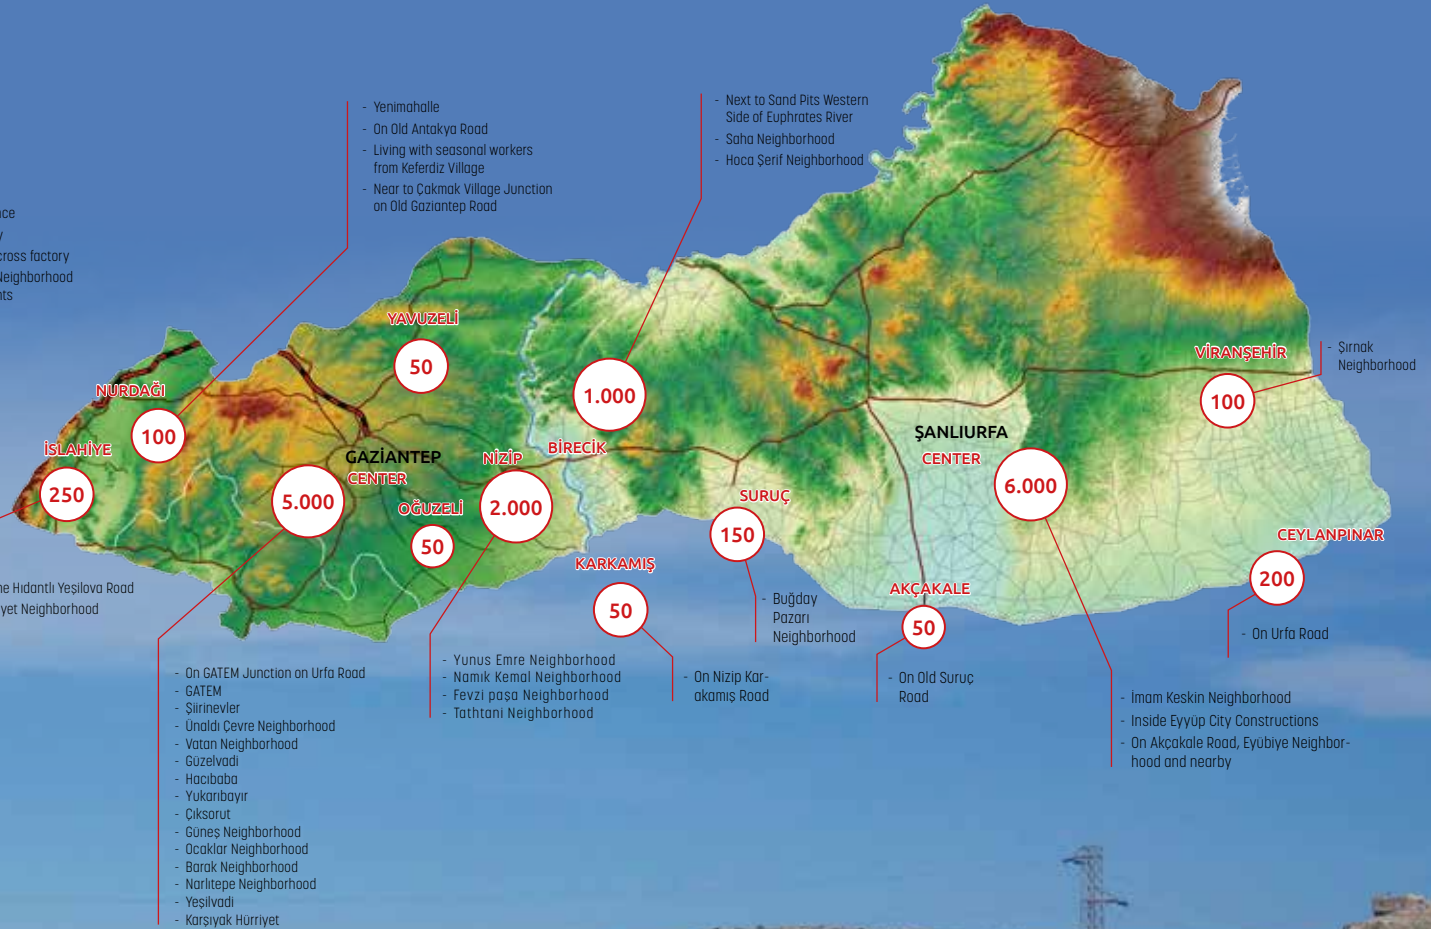 - Yenimahalle
- On Old Antakya Road
- Living with seasonal workers
from Keferdiz Village
- Near to Çakmak Village Junction
on Old Gaziantep Road
- Next to Sand Pits Western
Side of Euphrates River
- Saha Neighborhood
- Hoca Şerif Neighborhood
cross factory
Neighborhood
YAVUZELİ
50
NURDAĞI
100
İSLAHİYE
250
GAZİANTEP
CENTER
5.000
OĞUZELİ
50
NİZİP
2.000
BİRECİK
1.000
KARKAMIŞ
50
SURUÇ
150
ŞANLIURFA
CENTER
6.000
AKÇAKALE
50
VİRANŞEHİR
100
- Şırnak
Neighborhood
CEYLANPINAR
200
Hıdantlı Yeşilova Road
Neighborhood
- On GATEM Junction on Urfa Road
- GATEM
- Şiirinevler
- Ünaldı Çevre Neighborhood
- Vatan Neighborhood
- Güzelvadi
- Hacıbaba
- Yukarıbayır
- Çıksorut
- Güneş Neighborhood
- Ocaklar Neighborhood
- Barak Neighborhood
- Narlıtepe Neighborhood
- Yeşilvadi
- Karşıyak Hürriyet
- Yunus Emre Neighborhood
- Namık Kemal Neighborhood
- Fevzi paşa Neighborhood
- Tathtani Neighborhood
- On Nizip Kar-
akamış Road
- Buğday
Pazarı
Neighborhood
- On Old Suruç
Road
- İmam Keskin Neighborhood
- Inside Eyyüp City Constructions
- On Akçakale Road, Eyübiye Neighbor-
hood and nearby
- On Urfa Road